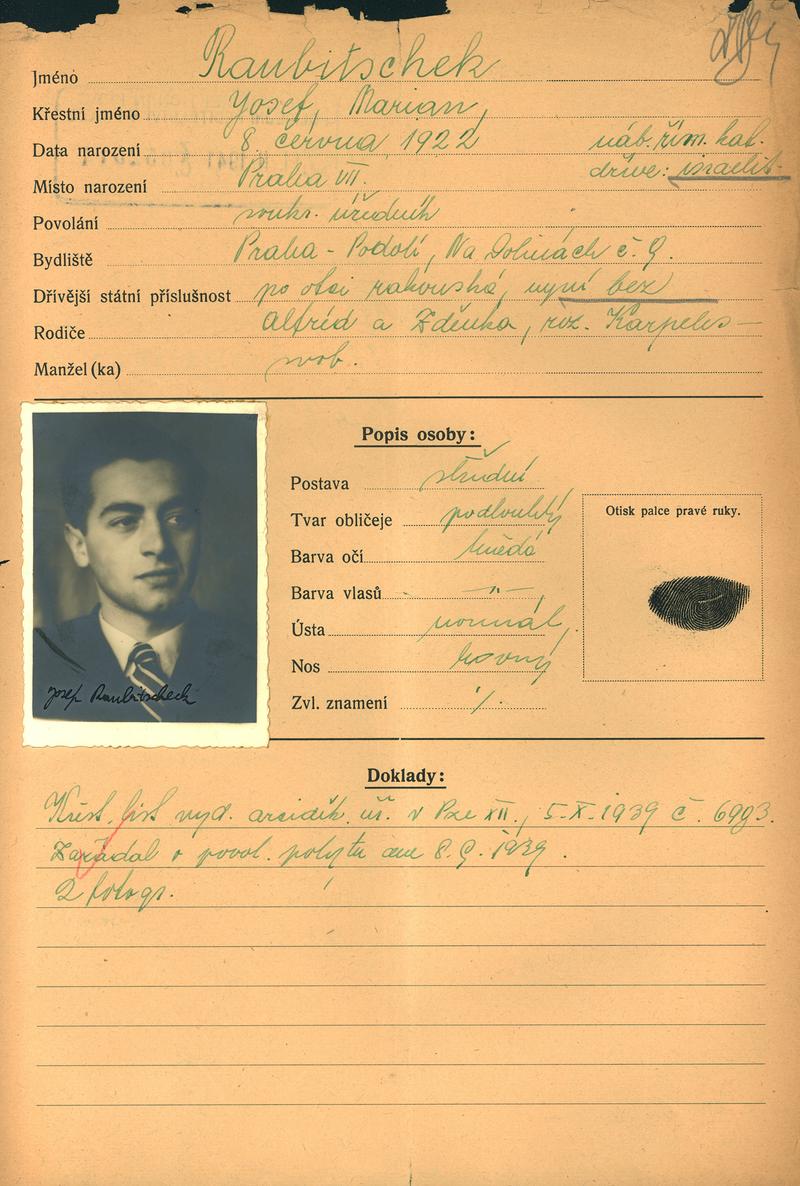 Jméno Raubitschek
Křestní jméno Josef, Marian,
Data narození 8 června 1922 náb. řím. kat.
Místo narození Praha VII. dříve: israelit.
Povolání soukr. úředník
Bydliště Praha - Podolí, Na Dolinách č. 9.
Dřívější státní příslušnost po otci rakouská, nyní bez
Rodiče Alfréd a Zdeňka, roz. Karpeles —
Manžel (ka) svob.
Popis osoby:
Postava střední
Tvar obličeje podlouhlý
Otisk palce pravé ruky.
Barva očí hnědá
Barva vlasů —"—
Ústa normál,
Nos rovný
Zvl. znamení ·/.
Josef Raubitschek
Doklady:
Křest. list vyd. arciděk. úř. v Pze XII., 5-X-1939 č. 6993.
Zažádal o povol. pobytu dne 8.9.1939.
2 fotogr.